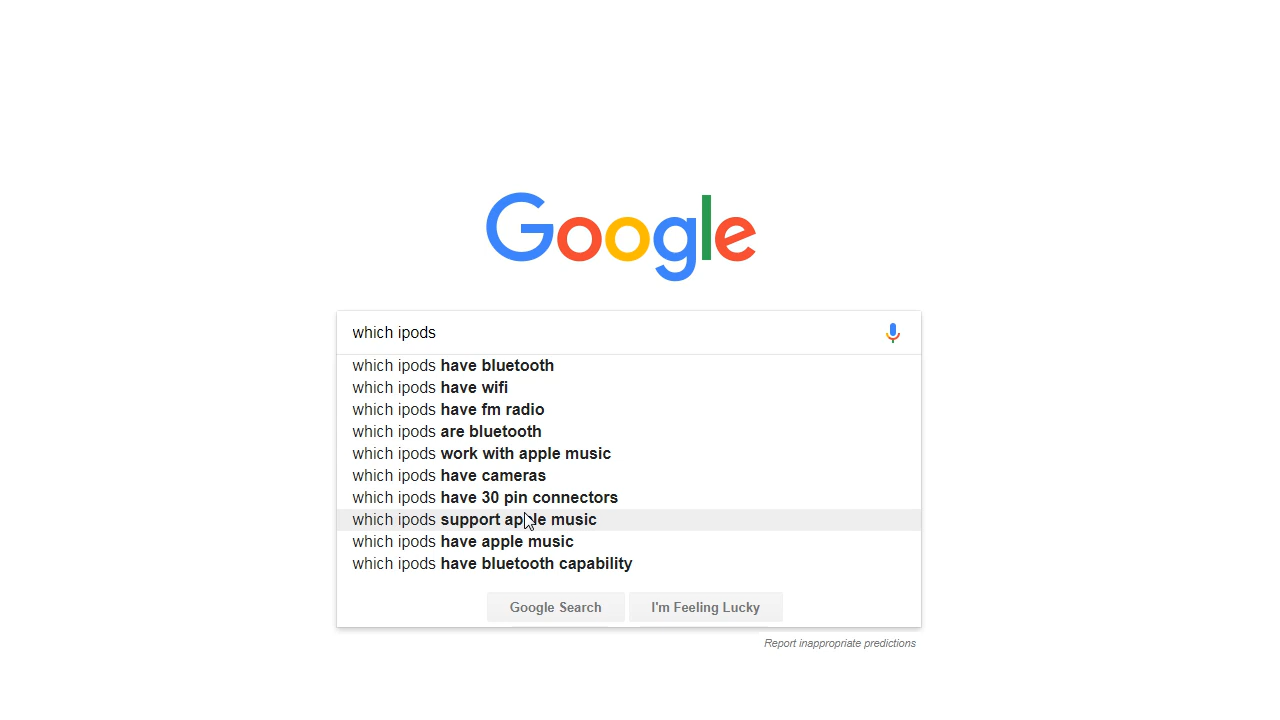 Google
which ipods
which ipods have bluetooth
which ipods have wifi
which ipods have fm radio
which ipods are bluetooth
which ipods work with apple music
which ipods have cameras
which ipods have 30 pin connectors
which ipods support apple music
which ipods have apple music
which ipods have bluetooth capability
Google Search
I'm Feeling Lucky
Report inappropriate predictions